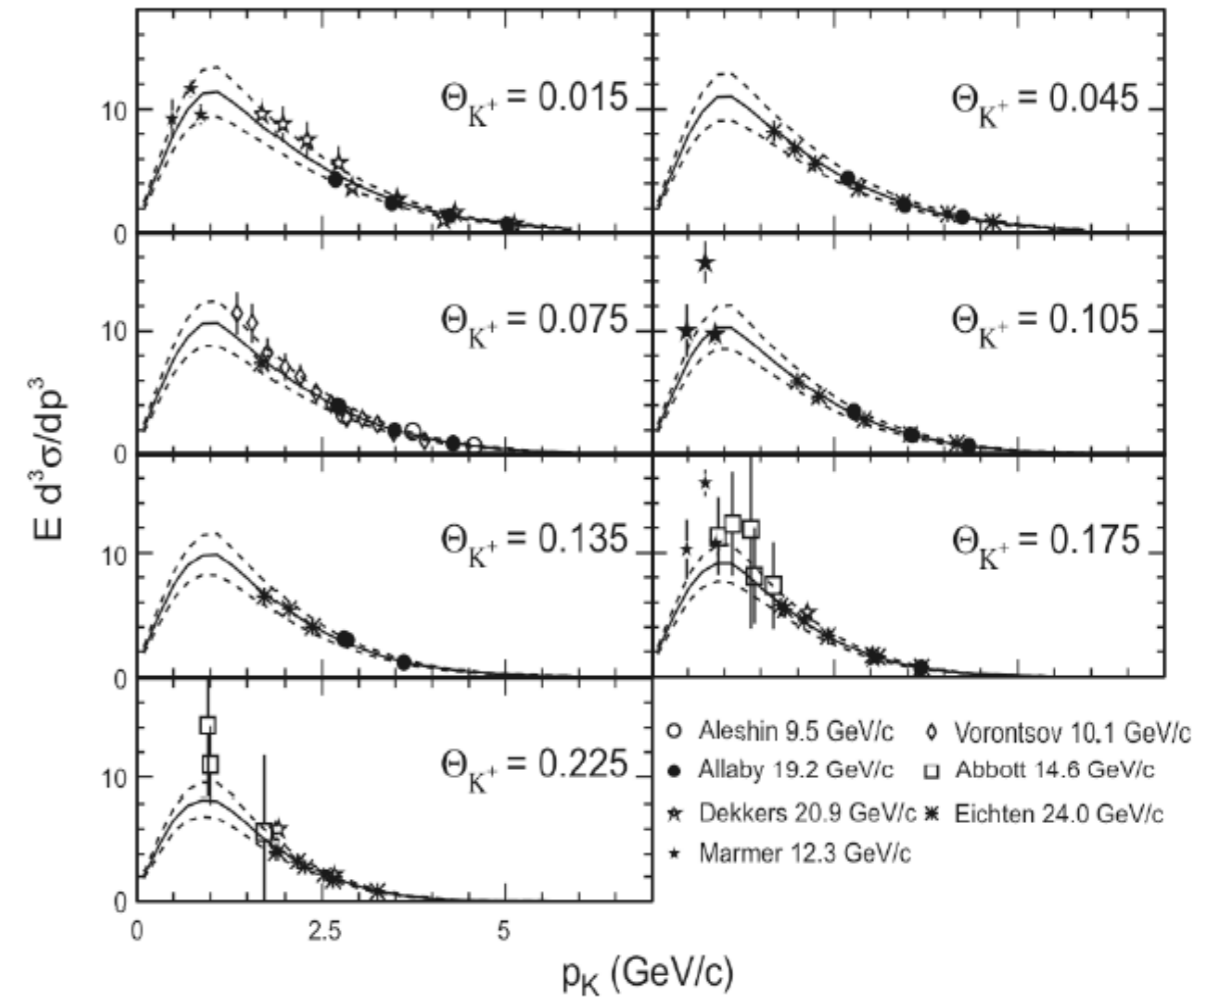 Θ_K+ = 0.015
Θ_K+ = 0.045
10
0
Θ_K+ = 0.075
Θ_K+ = 0.105
10
0
Θ_K+ = 0.135
Θ_K+ = 0.175
10
0
Θ_K+ = 0.225
10
0
0 2.5 5
E d³σ/dp³
p_K (GeV/c)
Aleshin 9.5 GeV/c
Vorontsov 10.1 GeV/c
Allaby 19.2 GeV/c
Abbott 14.6 GeV/c
Dekkers 20.9 GeV/c
Eichten 24.0 GeV/c
Marmer 12.3 GeV/c